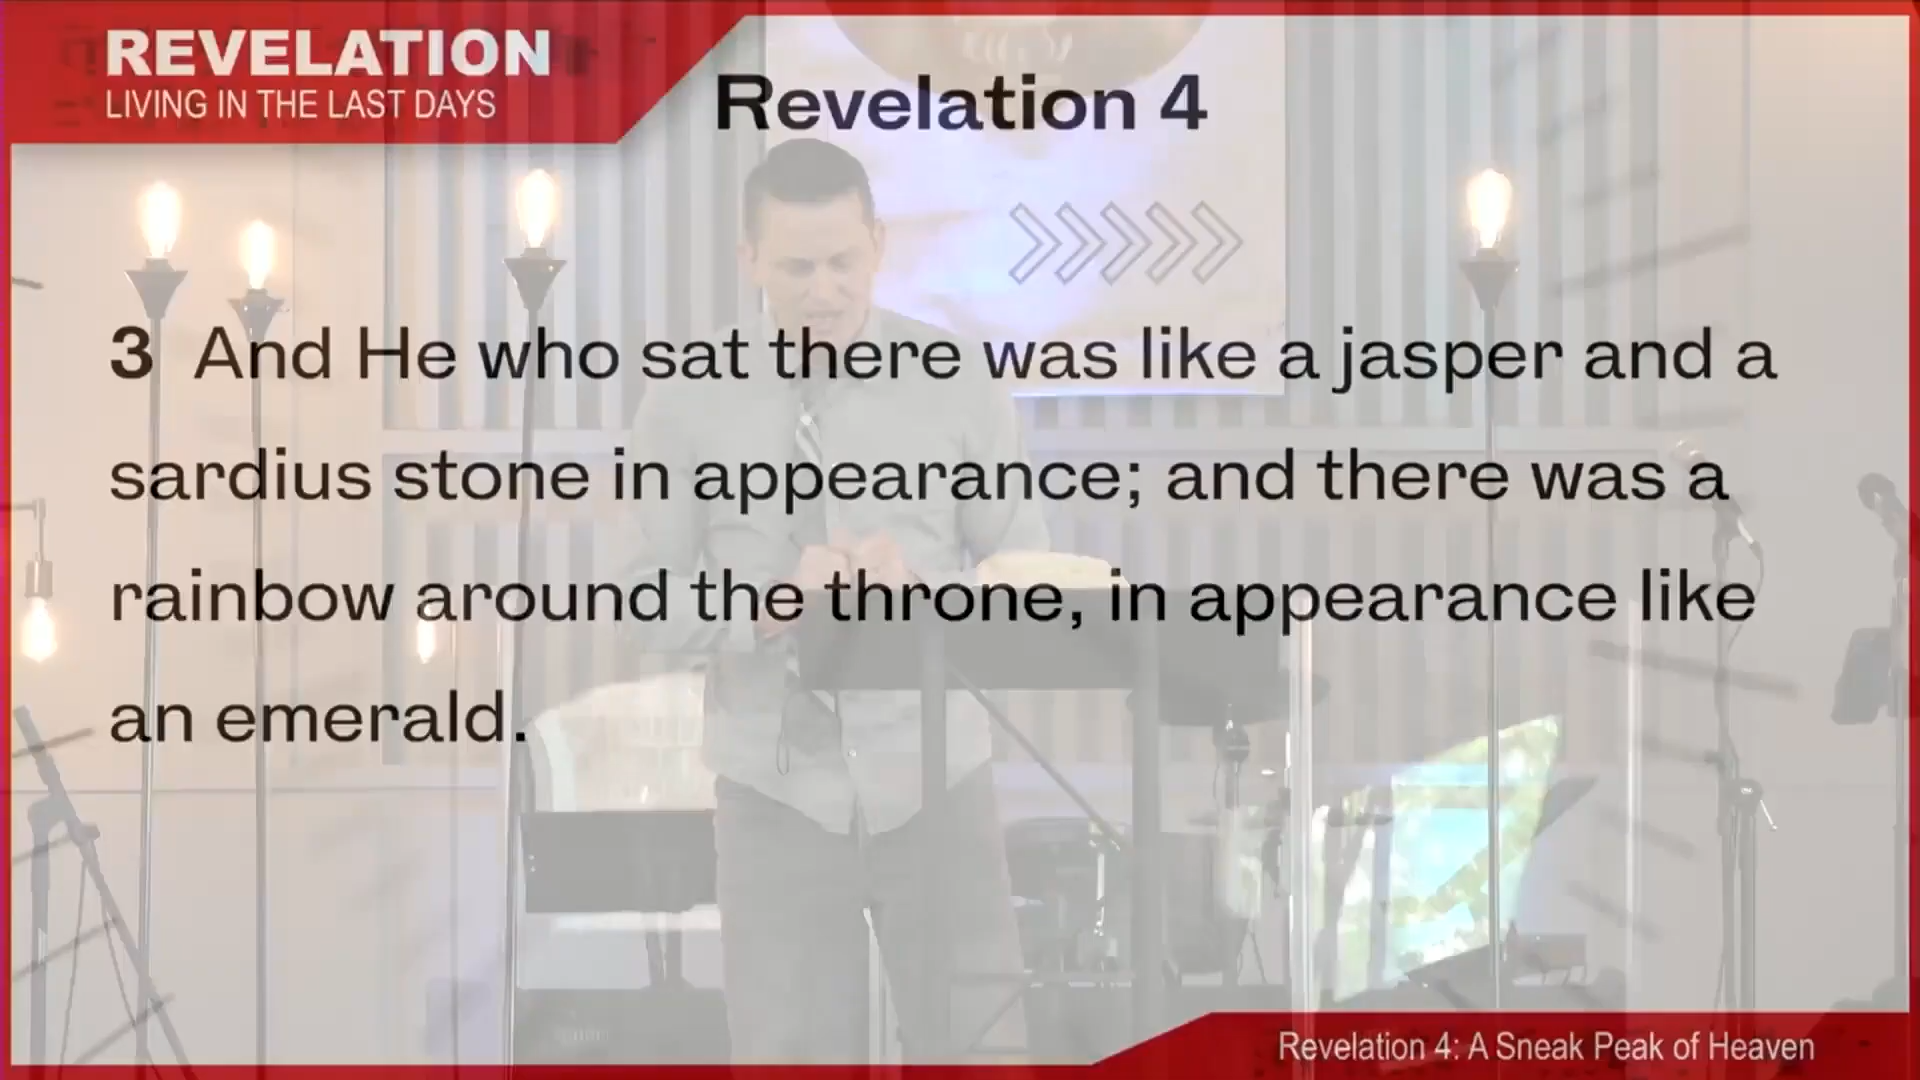 REVELATION
LIVING IN THE LAST DAYS
Revelation 4
3 And He who sat there was like a jasper and a
sardius stone in appearance; and there was a
rainbow around the throne, in appearance like
an emerald.
Revelation 4: A Sneak Peak of Heaven